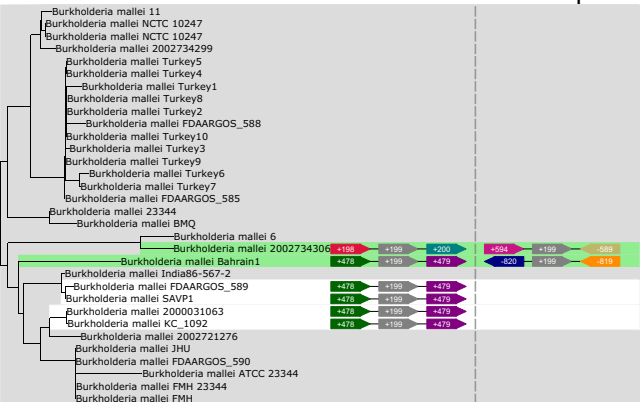 Burkholderia mallei 11
Burkholderia mallei NCTC 10247
Burkholderia mallei NCTC 10247
Burkholderia mallei 2002734299
Burkholderia mallei Turkey5
Burkholderia mallei Turkey4
Burkholderia mallei Turkey1
Burkholderia mallei Turkey8
Burkholderia mallei Turkey2
Burkholderia mallei FDAARGOS_588
Burkholderia mallei Turkey10
Burkholderia mallei Turkey3
Burkholderia mallei Turkey9
Burkholderia mallei Turkey6
Burkholderia mallei Turkey7
Burkholderia mallei FDAARGOS_585
Burkholderia mallei 23344
Burkholderia mallei BMQ
Burkholderia mallei 6
Burkholderia mallei 2002734306 +198 +199 +200 +594 +199 -589
Burkholderia mallei Bahrain1 +478 +199 +479 -820 +199 -819
Burkholderia mallei India86-567-2
Burkholderia mallei FDAARGOS_589 +478 +199 +479
Burkholderia mallei SAVP1 +478 +199 +479
Burkholderia mallei 2000031063 +478 +199 +479
Burkholderia mallei KC_1092 +478 +199 +479
Burkholderia mallei 2002721276
Burkholderia mallei JHU
Burkholderia mallei FDAARGOS_590
Burkholderia mallei ATCC 23344
Burkholderia mallei FMH 23344
Burkholderia mallei FMH